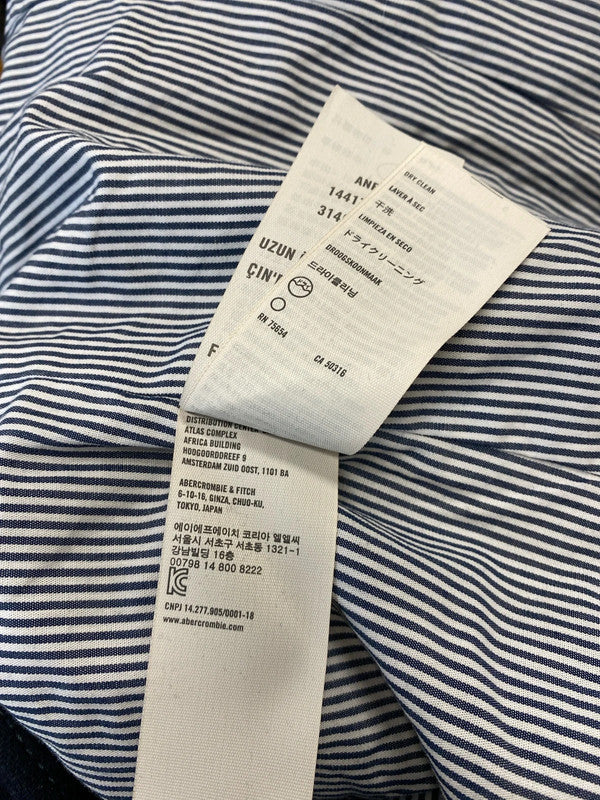 DRY CLEAN
LAVER A SEC
干洗
LIMPIEZA EN SECO
ドライクリーニング
DROOGSKOONMAAK
드라이클리닝
RN 75654
CA 50316
UZUN
ÇIN'
F
DISTRIBUTION CENTER
ATLAS COMPLEX
AFRICA BUILDING
HOOGOORDDREEF 9
AMSTERDAM ZUID OOST, 1101 BA
ABERCROMBIE & FITCH
6-10-16, GINZA, CHUO-KU,
TOKYO, JAPAN
에이에프에이치 코리아 엘엘씨
서울시 서초구 서초동 1321-1
강남빌딩 16층
00798 14 800 8222
CNPJ 14.277.905/0001-18
www.abercrombie.com